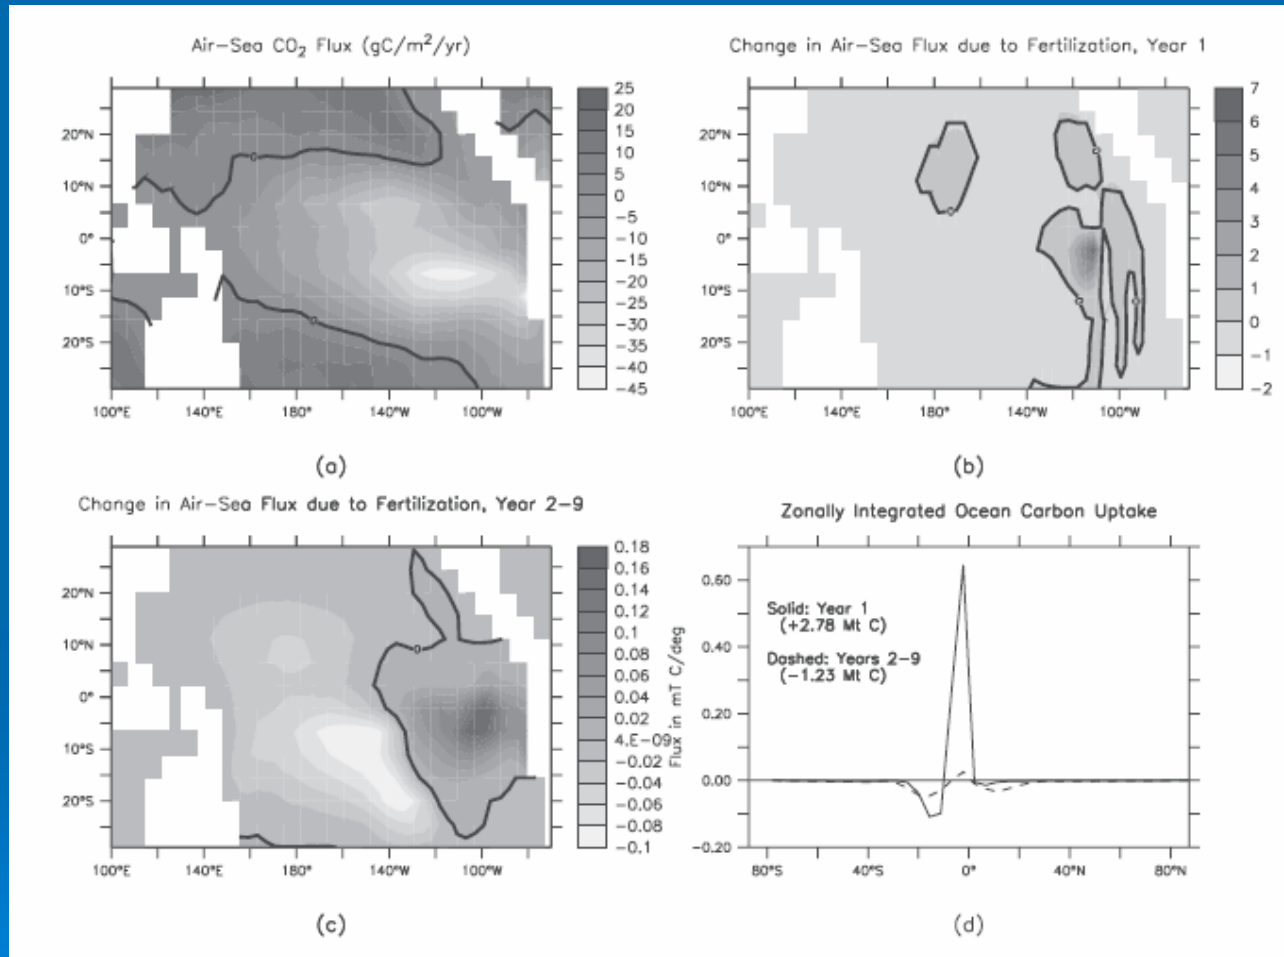 Air-Sea CO₂ Flux (gC/m²/yr)
25
20
15
10
5
0
-5
-10
-15
-20
-25
-30
-35
-40
-45
20°N
10°N
0°
10°S
20°S
100°E 140°E 180° 140°W 100°W
0
0
(a)
Change in Air-Sea Flux due to Fertilization, Year 1
7
6
5
4
3
2
1
0
-1
-2
20°N
10°N
0°
10°S
20°S
100°E 140°E 180° 140°W 100°W
0
0
0
0
(b)
Change in Air-Sea Flux due to Fertilization, Year 2-9
0.18
0.16
0.14
0.12
0.1
0.08
0.06
0.04
0.02
4.E-09
-0.02
-0.04
-0.06
-0.08
-0.1
20°N
10°N
0°
10°S
20°S
100°E 140°E 180° 140°W 100°W
0
(c)
Zonally Integrated Ocean Carbon Uptake
Flux in mT C/deg
0.60
0.40
0.20
0.00
-0.20
Solid: Year 1
(+2.78 Mt C)
Dashed: Years 2-9
(-1.23 Mt C)
80°S 40°S 0° 40°N 80°N
(d)